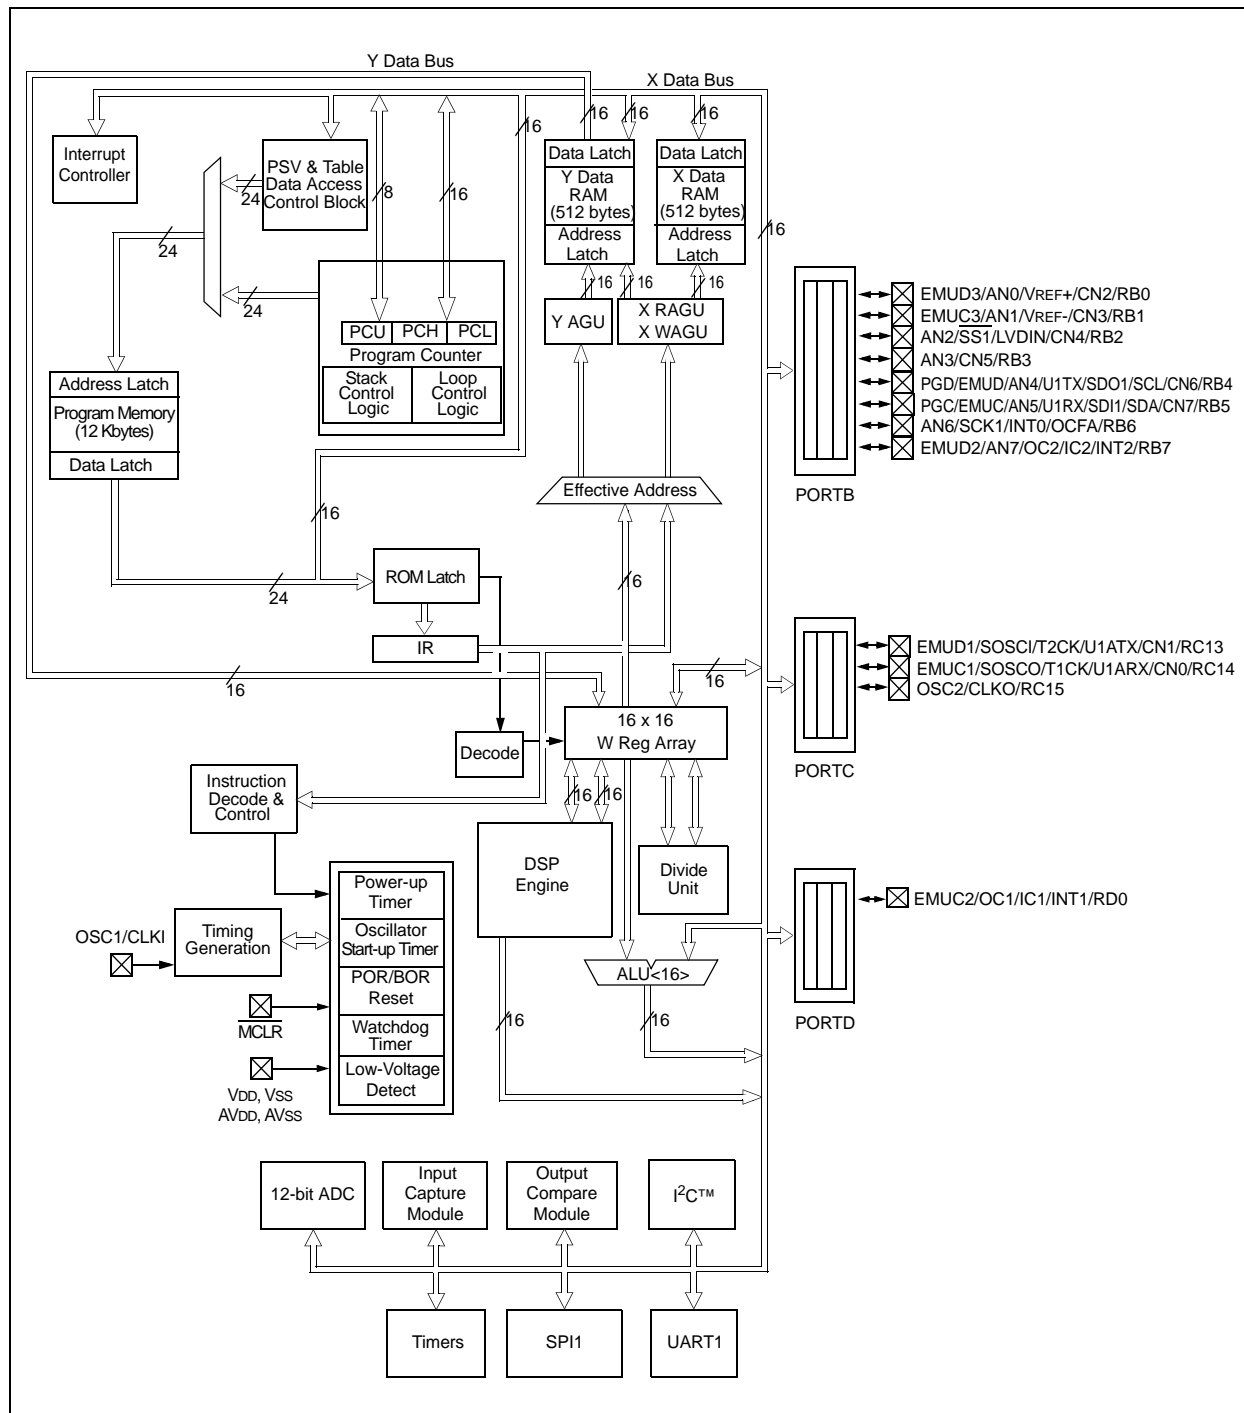 Y Data Bus
X Data Bus
16
16
16
16
Interrupt
Controller
PSV & Table
Data Access
Control Block
24
8
16
24
24
Data Latch
Y Data
RAM
(512 bytes)
Address
Latch
Data Latch
X Data
RAM
(512 bytes)
Address
Latch
16
16
16
16
Y AGU
X RAGU
X WAGU
PCU
PCH
PCL
Program Counter
Stack
Control
Logic
Loop
Control
Logic
Address Latch
Program Memory
(12 Kbytes)
Data Latch
Effective Address
16
24
ROM Latch
16
IR
16
16
16 x 16
W Reg Array
Decode
Instruction
Decode &
Control
16
16
DSP
Engine
Divide
Unit
Power-up
Timer
Oscillator
Start-up Timer
POR/BOR
Reset
Watchdog
Timer
Low-Voltage
Detect
OSC1/CLKI
Timing
Generation
MCLR
VDD, VSS
AVDD, AVSS
ALU<16>
16
16
EMUD3/AN0/VREF+/CN2/RB0
EMUC3/AN1/VREF-/CN3/RB1
AN2/SS1/LVDIN/CN4/RB2
AN3/CN5/RB3
PGD/EMUD/AN4/U1TX/SDO1/SCL/CN6/RB4
PGC/EMUC/AN5/U1RX/SDI1/SDA/CN7/RB5
AN6/SCK1/INT0/OCFA/RB6
EMUD2/AN7/OC2/IC2/INT2/RB7
PORTB
EMUD1/SOSCI/T2CK/U1ATX/CN1/RC13
EMUC1/SOSCO/T1CK/U1ARX/CN0/RC14
OSC2/CLKO/RC15
PORTC
EMUC2/OC1/IC1/INT1/RD0
PORTD
12-bit ADC
Input
Capture
Module
Output
Compare
Module
I2C™
Timers
SPI1
UART1